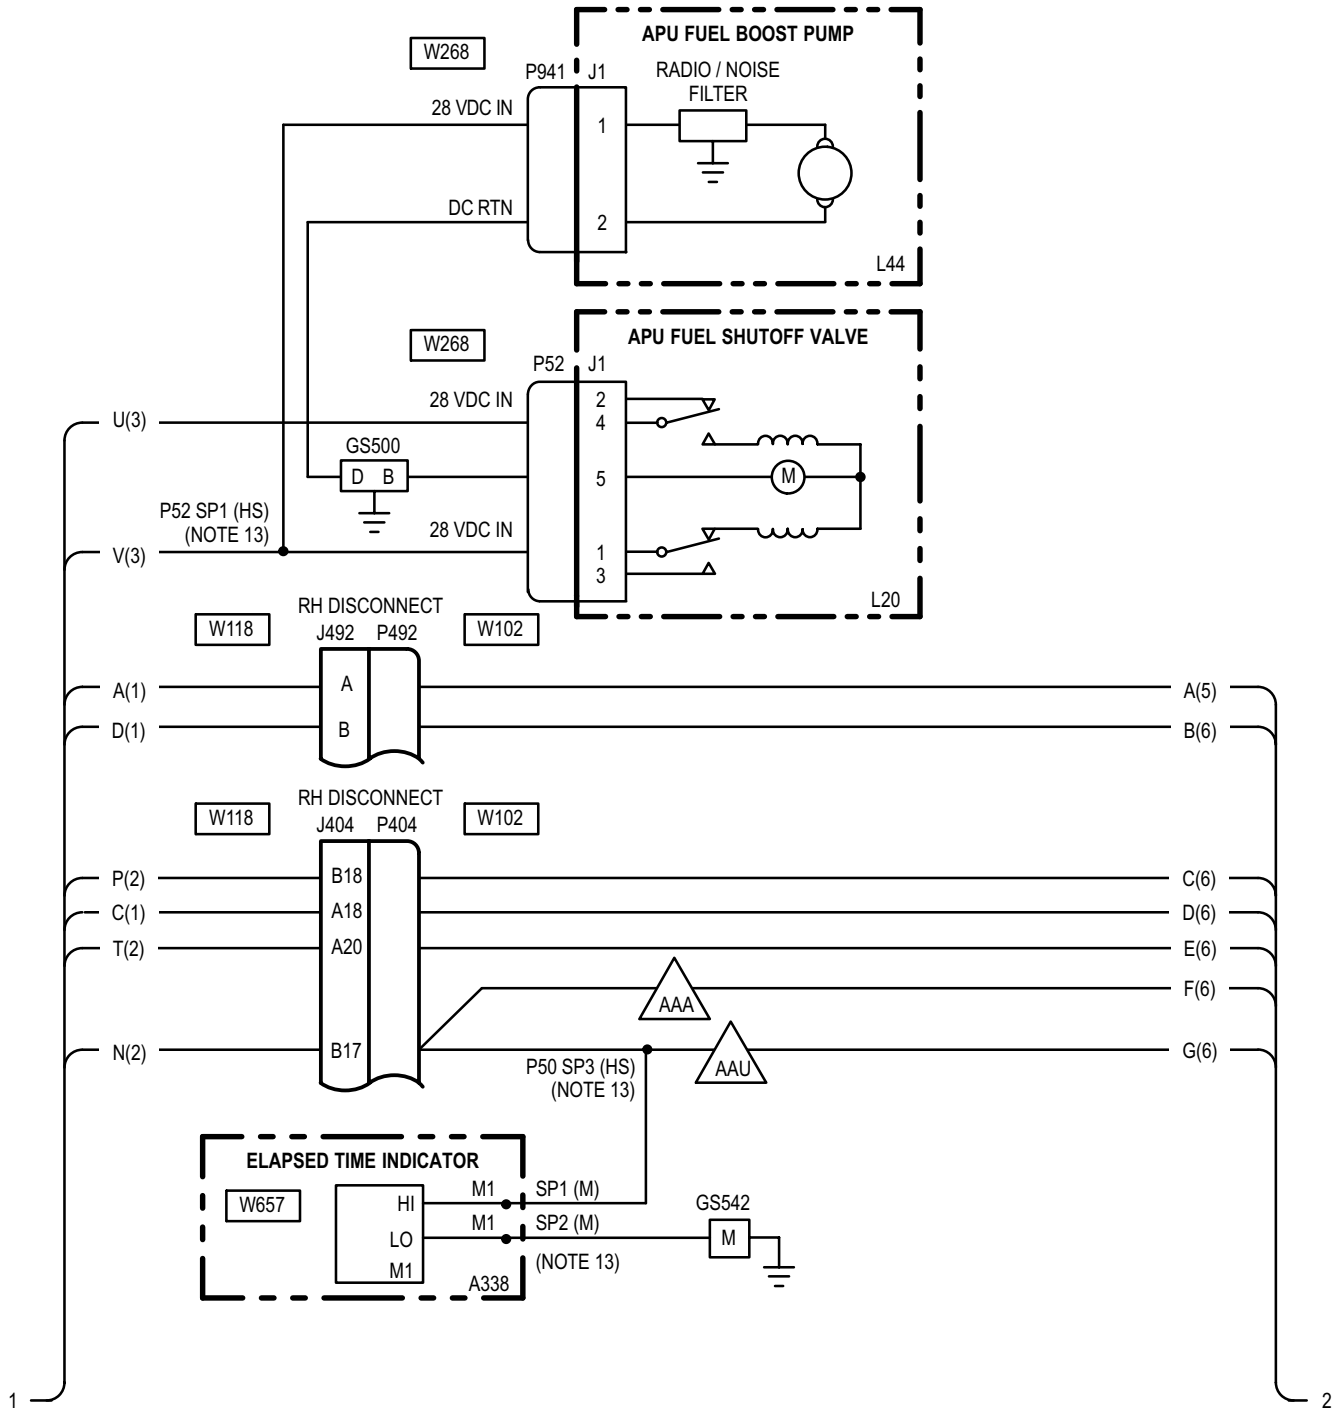 APU FUEL BOOST PUMP
W268
P941 J1
RADIO / NOISE
FILTER
28 VDC IN
1
DC RTN
2
L44
W268
APU FUEL SHUTOFF VALVE
P52 J1
28 VDC IN
2
U(3)
4
GS500
D B
5
M
P52 SP1 (HS)
(NOTE 13)
28 VDC IN
V(3)
1
3
L20
RH DISCONNECT
W118
J492 P492
W102
A(1)
A
A(5)
D(1)
B
B(6)
RH DISCONNECT
W118
J404 P404
W102
P(2)
B18
C(6)
C(1)
A18
D(6)
T(2)
A20
E(6)
AAA
F(6)
N(2)
B17
G(6)
P50 SP3 (HS)
(NOTE 13)
AAU
ELAPSED TIME INDICATOR
W657
HI
M1
SP1 (M)
GS542
LO
M1
SP2 (M)
M
(NOTE 13)
M1
A338
1
2